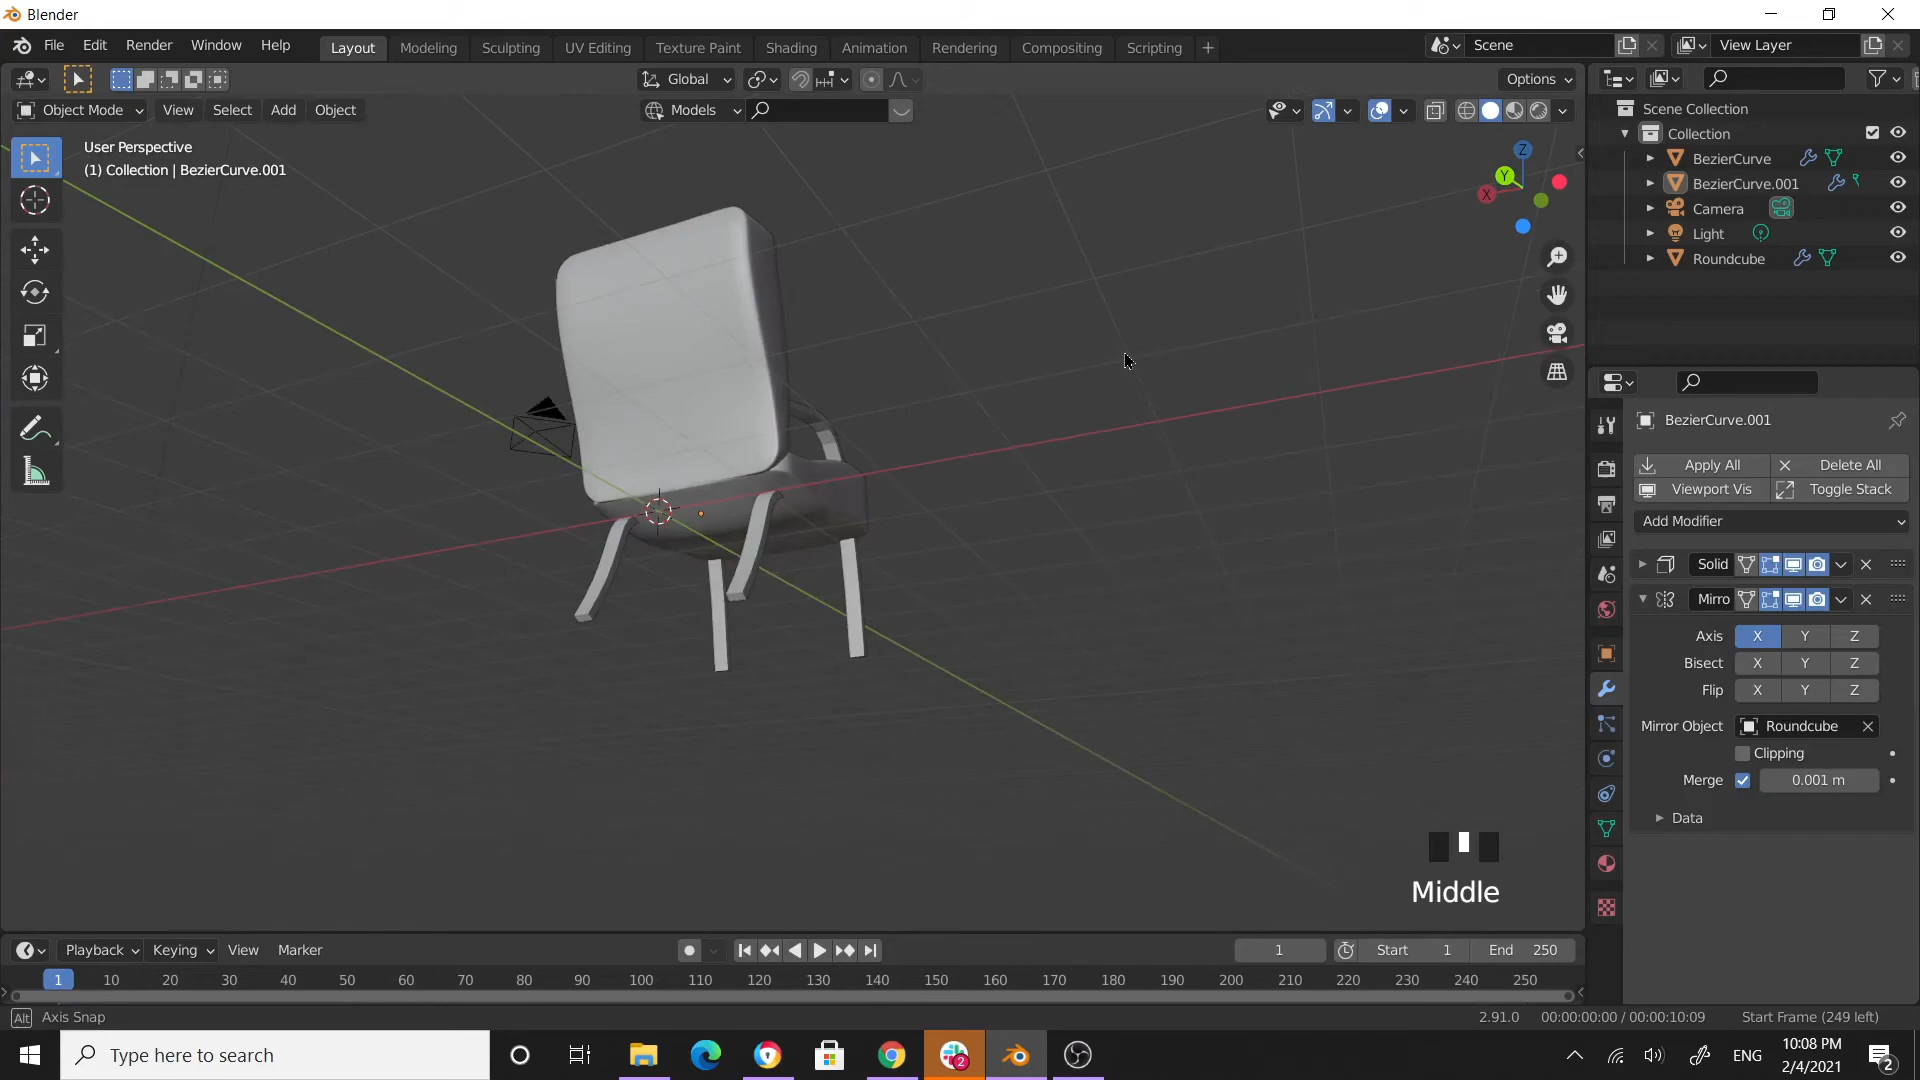 Blender
File Edit Render Window Help Layout Modeling Sculpting UV Editing Texture Paint Shading Animation Rendering Compositing Scripting + Scene View Layer
Global Options
Object Mode View Select Add Object Models
User Perspective
(1) Collection | BezierCurve.001
Z
Y
X
Scene Collection
Collection
BezierCurve
BezierCurve.001
Camera
Light
Roundcube
BezierCurve.001
Apply All Delete All
Viewport Vis Toggle Stack
Add Modifier
Solid
Mirro
Axis X Y Z
Bisect X Y Z
Flip X Y Z
Mirror Object Roundcube
Clipping
Merge 0.001 m
Data
Middle
Playback Keying View Marker 1 Start 1 End 250
1 10 20 30 40 50 60 70 80 90 100 110 120 130 140 150 160 170 180 190 200 210 220 230 240 250
Alt Axis Snap 2.91.0 00:00:00:00 / 00:00:10:09 Start Frame (249 left)
Type here to search 2 ENG 10:08 PM
2/4/2021 2